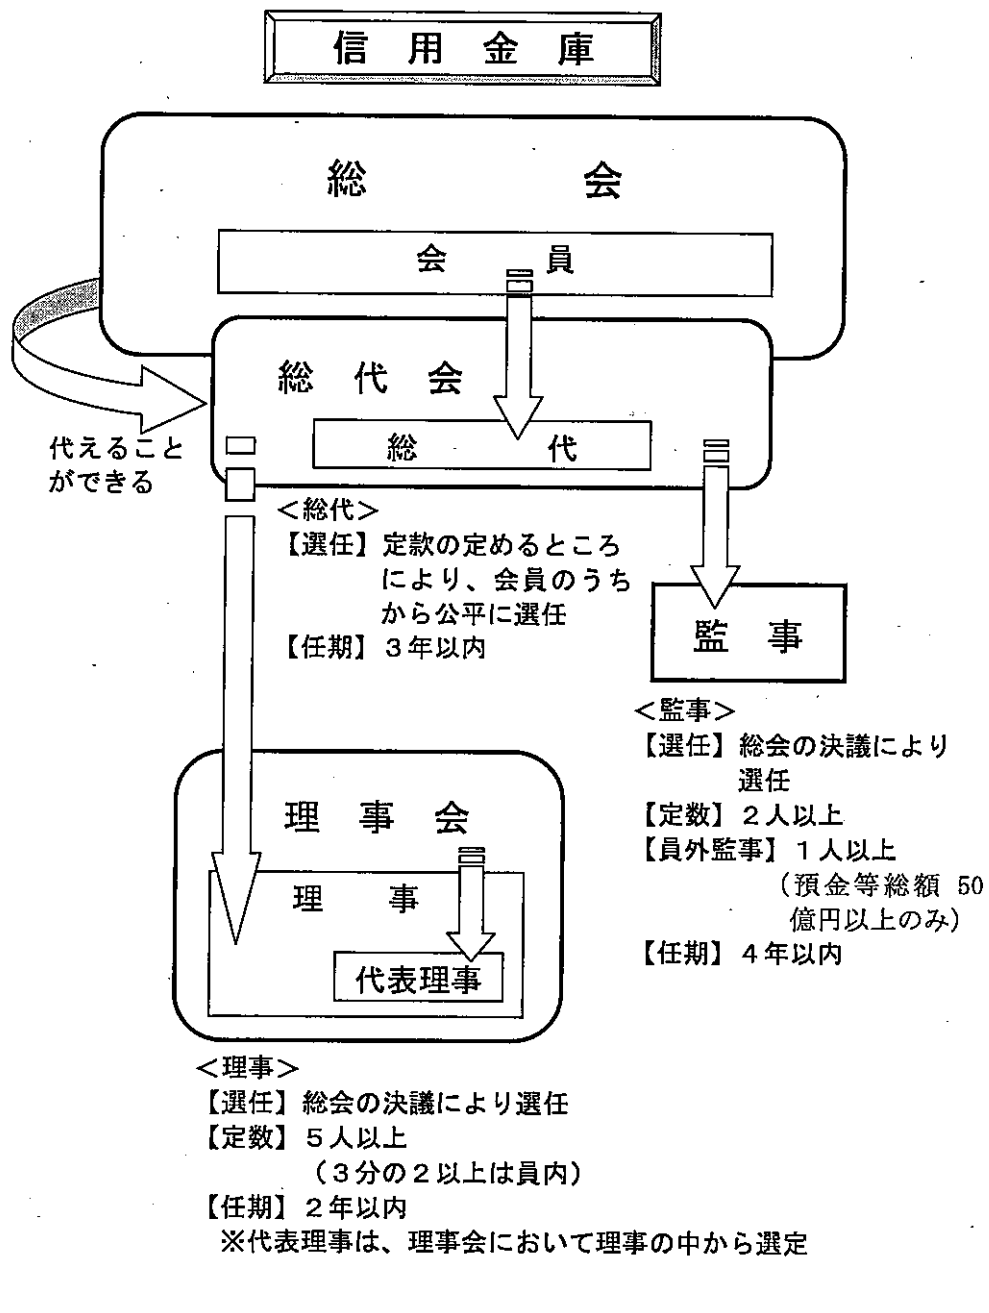 信用金庫
総会
会員
総代会
総代
代えること
ができる
＜総代＞
【選任】定款の定めるところ
により、会員のうち
から公平に選任
【任期】３年以内
監事
＜監事＞
【選任】総会の決議により
選任
【定数】２人以上
【員外監事】１人以上
（預金等総額 50
億円以上のみ）
【任期】４年以内
理事会
理事
代表理事
＜理事＞
【選任】総会の決議により選任
【定数】５人以上
（３分の２以上は員内）
【任期】２年以内
※代表理事は、理事会において理事の中から選定